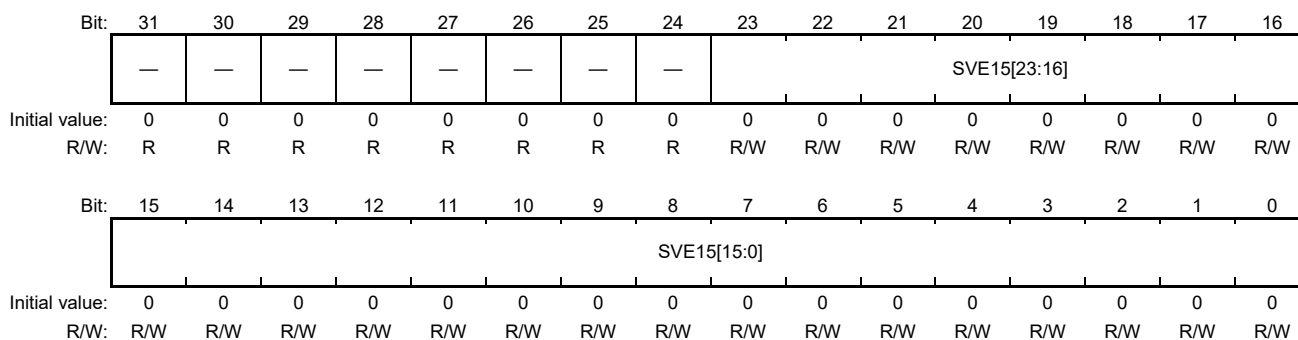 Bit: 31 30 29 28 27 26 25 24 23 22 21 20 19 18 17 16
— — — — — — — — SVE15[23:16]
Initial value: 0 0 0 0 0 0 0 0 0 0 0 0 0 0 0 0
R/W: R R R R R R R R R/W R/W R/W R/W R/W R/W R/W R/W
Bit: 15 14 13 12 11 10 9 8 7 6 5 4 3 2 1 0
SVE15[15:0]
Initial value: 0 0 0 0 0 0 0 0 0 0 0 0 0 0 0 0
R/W: R/W R/W R/W R/W R/W R/W R/W R/W R/W R/W R/W R/W R/W R/W R/W R/W